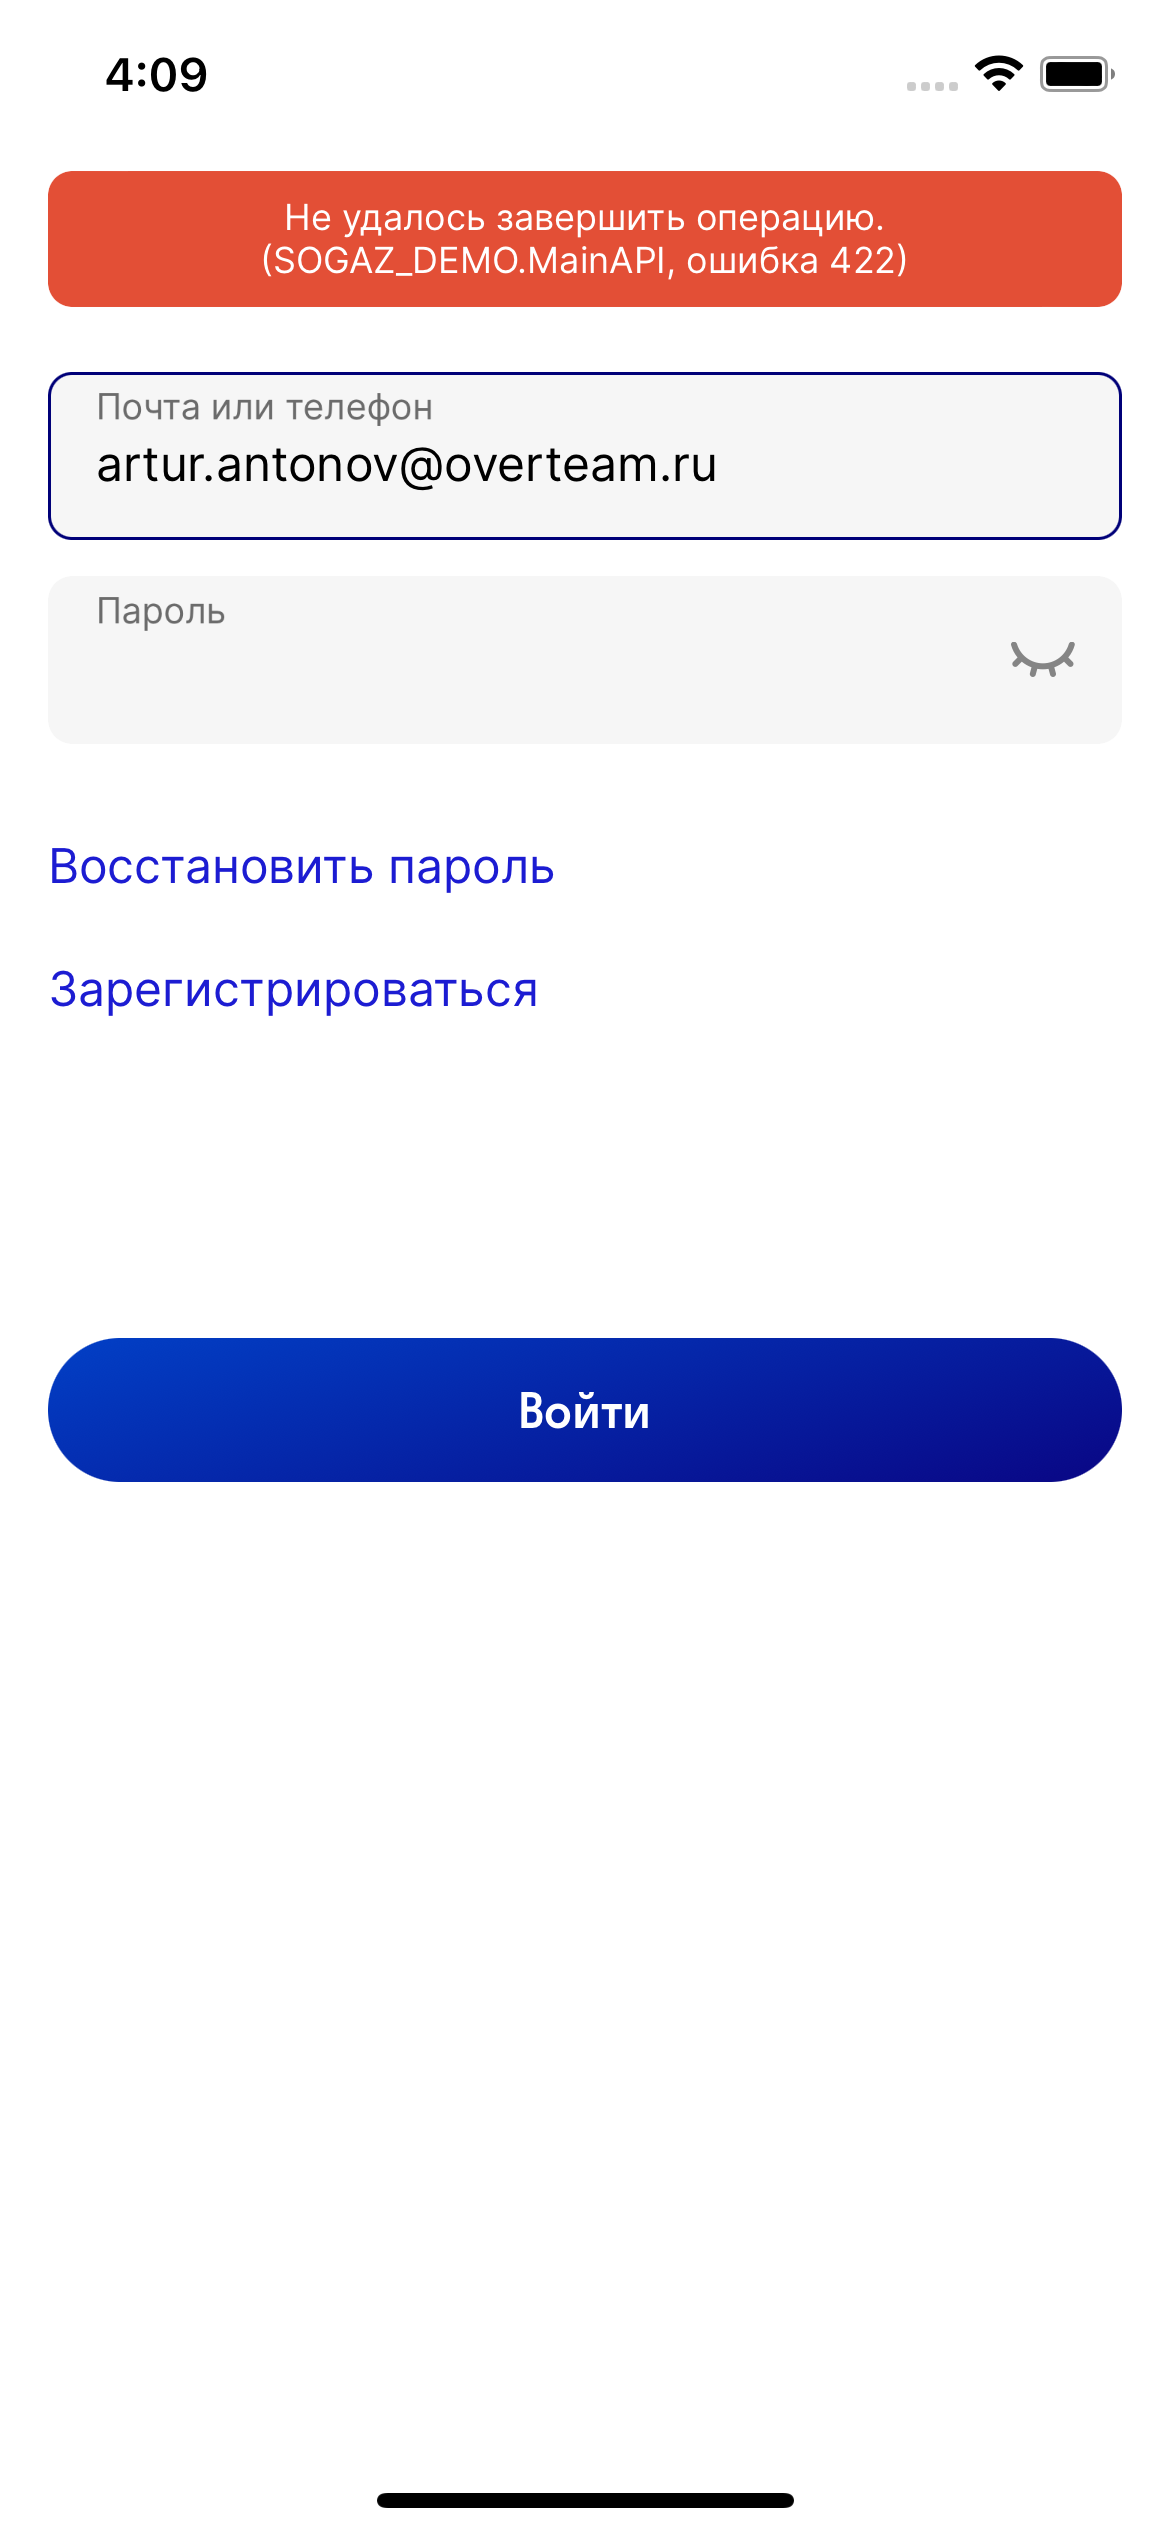 4:09
Не удалось завершить операцию.
(SOGAZ_DEMO.MainAPI, ошибка 422)
Почта или телефон
artur.antonov@overteam.ru
Пароль
Восстановить пароль
Зарегистрироваться
Войти